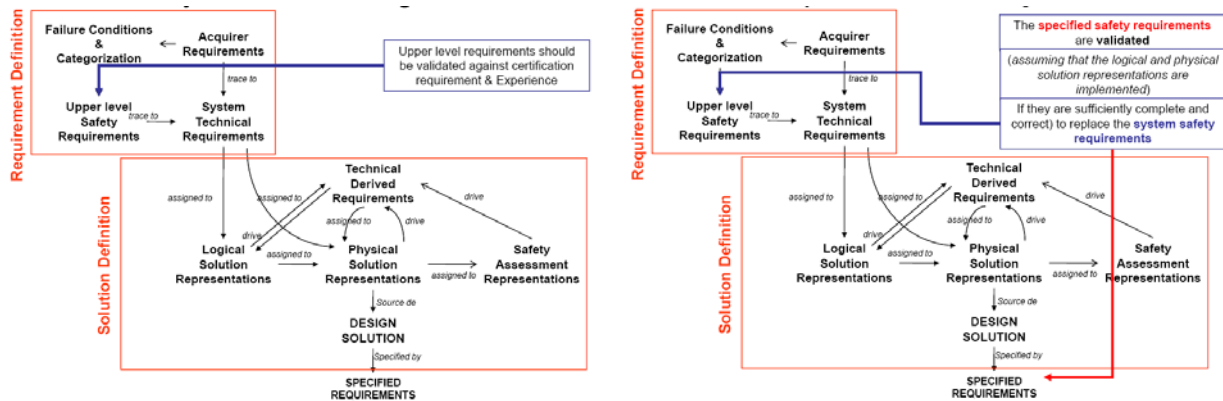 Requirement Definition
Failure Conditions
&
Categorization
Acquirer
Requirements
trace to
Upper level
Safety
Requirements
trace to
System
Technical
Requirements
Upper level requirements should
be validated against certification
requirement & Experience
Solution Definition
Technical
Derived
Requirements
assigned to
assigned to
assigned to
drive
drive
drive
Logical
Solution
Representations
assigned to
Physical
Solution
Representations
assigned to
Safety
Assessment
Representations
Source de
DESIGN
SOLUTION
Specified by
SPECIFIED
REQUIREMENTS
Requirement Definition
Failure Conditions
&
Categorization
Acquirer
Requirements
trace to
Upper level
Safety
Requirements
trace to
System
Technical
Requirements
The specified safety requirements
are validated
(assuming that the logical and physical
solution representations are
implemented)
If they are sufficiently complete and
correct) to replace the system safety
requirements
Solution Definition
Technical
Derived
Requirements
assigned to
assigned to
assigned to
drive
drive
drive
Logical
Solution
Representations
assigned to
Physical
Solution
Representations
assigned to
Safety
Assessment
Representations
Source de
DESIGN
SOLUTION
Specified by
SPECIFIED
REQUIREMENTS